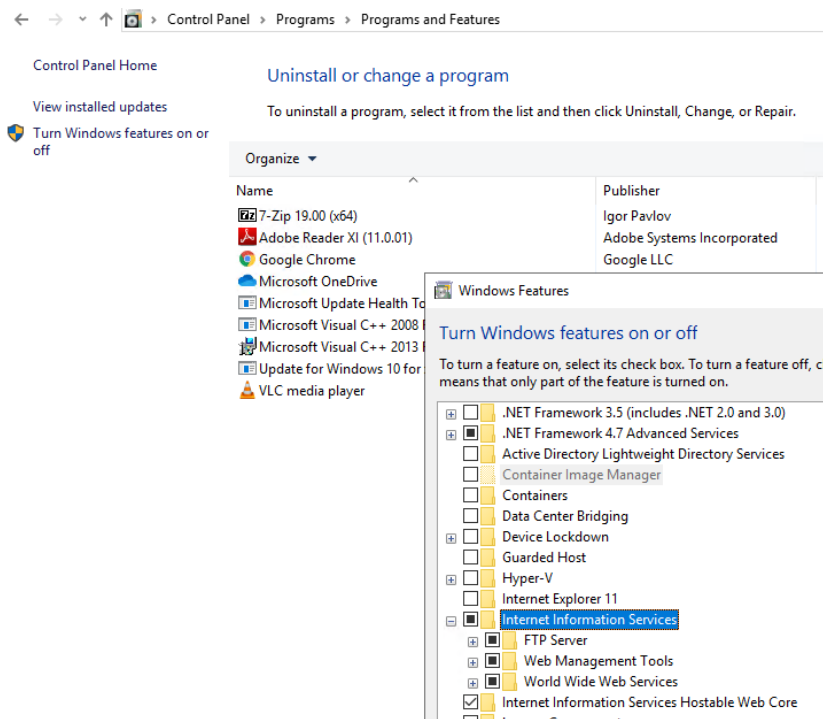 Control Panel > Programs > Programs and Features
Control Panel Home
View installed updates
Turn Windows features on or
off
Uninstall or change a program
To uninstall a program, select it from the list and then click Uninstall, Change, or Repair.
Organize
Name Publisher
7-Zip 19.00 (x64) Igor Pavlov
Adobe Reader XI (11.0.01) Adobe Systems Incorporated
Google Chrome Google LLC
Microsoft OneDrive
Microsoft Update Health To
Microsoft Visual C++ 2008
Microsoft Visual C++ 2013
Update for Windows 10 for
VLC media player
Windows Features
Turn Windows features on or off
To turn a feature on, select its check box. To turn a feature off, c
means that only part of the feature is turned on.
.NET Framework 3.5 (includes .NET 2.0 and 3.0)
.NET Framework 4.7 Advanced Services
Active Directory Lightweight Directory Services
Container Image Manager
Containers
Data Center Bridging
Device Lockdown
Guarded Host
Hyper-V
Internet Explorer 11
Internet Information Services
FTP Server
Web Management Tools
World Wide Web Services
Internet Information Services Hostable Web Core